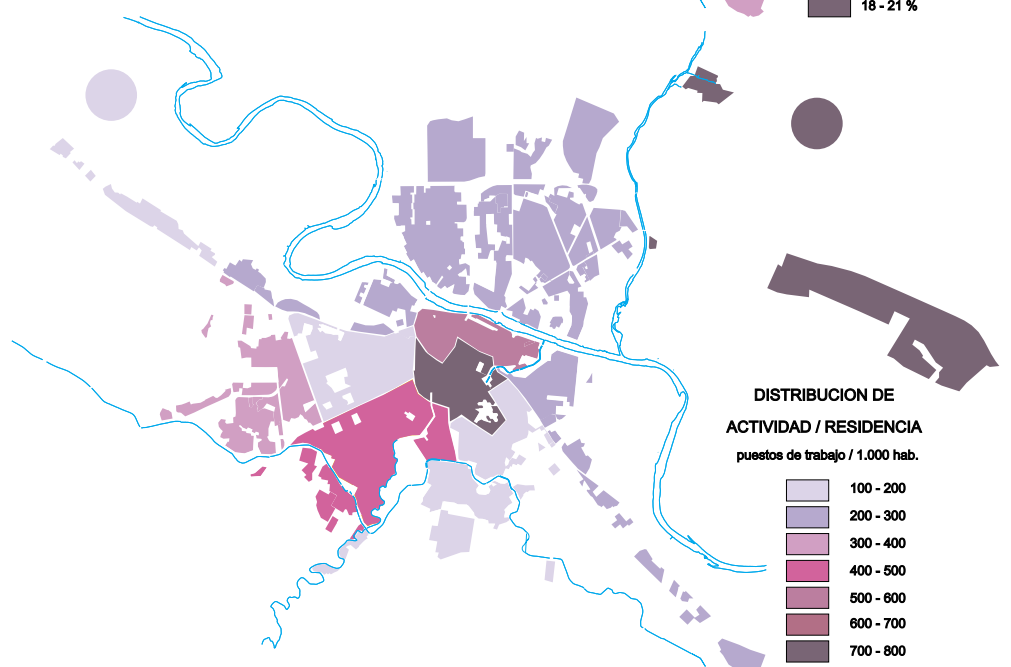 18 - 21 %
DISTRIBUCION DE
ACTIVIDAD / RESIDENCIA
puestos de trabajo / 1.000 hab.
100 - 200
200 - 300
300 - 400
400 - 500
500 - 600
600 - 700
700 - 800